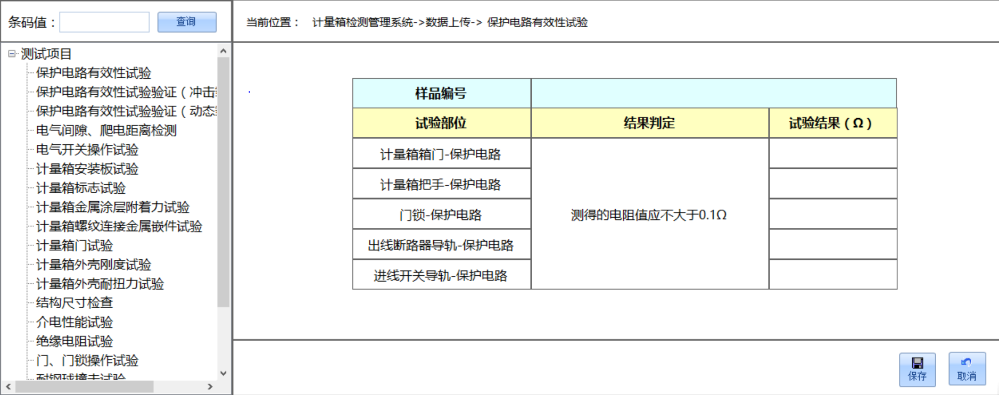 条码值：
查询
当前位置： 计量箱检测管理系统->数据上传-> 保护电路有效性试验
测试项目
保护电路有效性试验
保护电路有效性试验验证（冲击
保护电路有效性试验验证（动态
电气间隙、爬电距离检测
电气开关操作试验
计量箱安装板试验
计量箱标志试验
计量箱金属涂层附着力试验
计量箱螺纹连接金属嵌件试验
计量箱门试验
计量箱外壳刚度试验
计量箱外壳耐扭力试验
结构尺寸检查
介电性能试验
绝缘电阻试验
门、门锁操作试验
耐钢球撞击试验
样品编号
试验部位 结果判定 试验结果（Ω）
计量箱箱门-保护电路
计量箱把手-保护电路
门锁-保护电路 测得的电阻值应不大于0.1Ω
出线断路器导轨-保护电路
进线开关导轨-保护电路
保存
取消